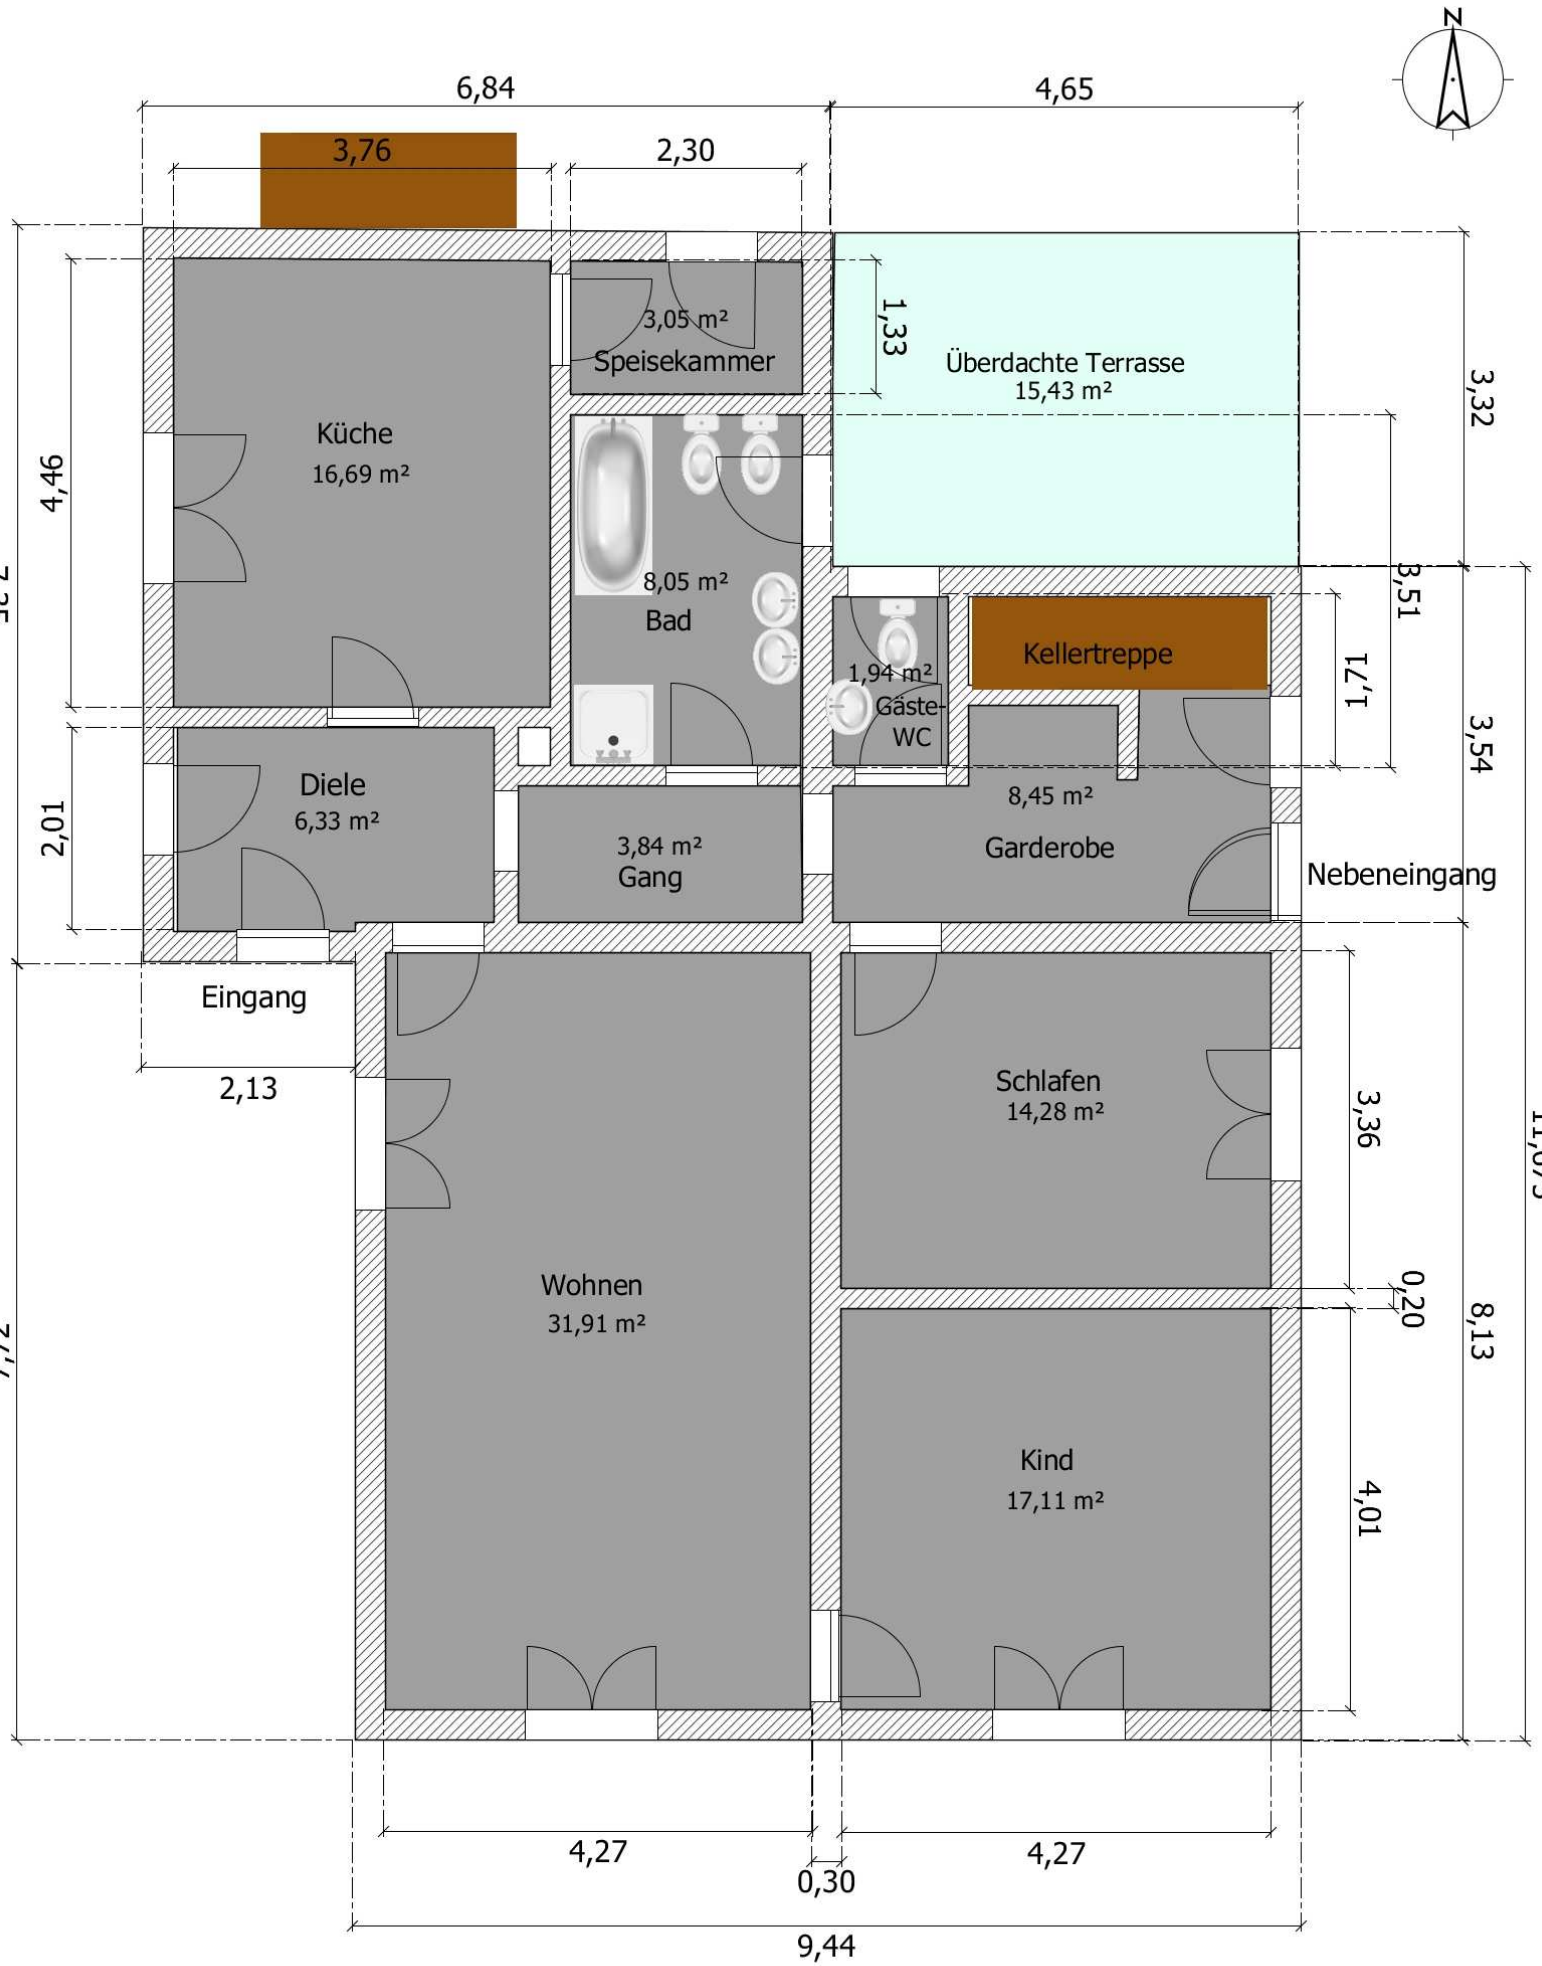 N
6,84
4,65
3,76
2,30
3,05 m²
Speisekammer
1,33
Überdachte Terrasse
15,43 m²
3,32
Küche
16,69 m²
4,46
8,05 m²
Bad
3,51
1,94 m²
Gäste-
WC
Kellertreppe
1,71
3,54
Diele
6,33 m²
2,01
3,84 m²
Gang
8,45 m²
Garderobe
Nebeneingang
Eingang
2,13
Schlafen
14,28 m²
3,36
Wohnen
31,91 m²
0,20
8,13
Kind
17,11 m²
4,01
4,27
4,27
0,30
9,44